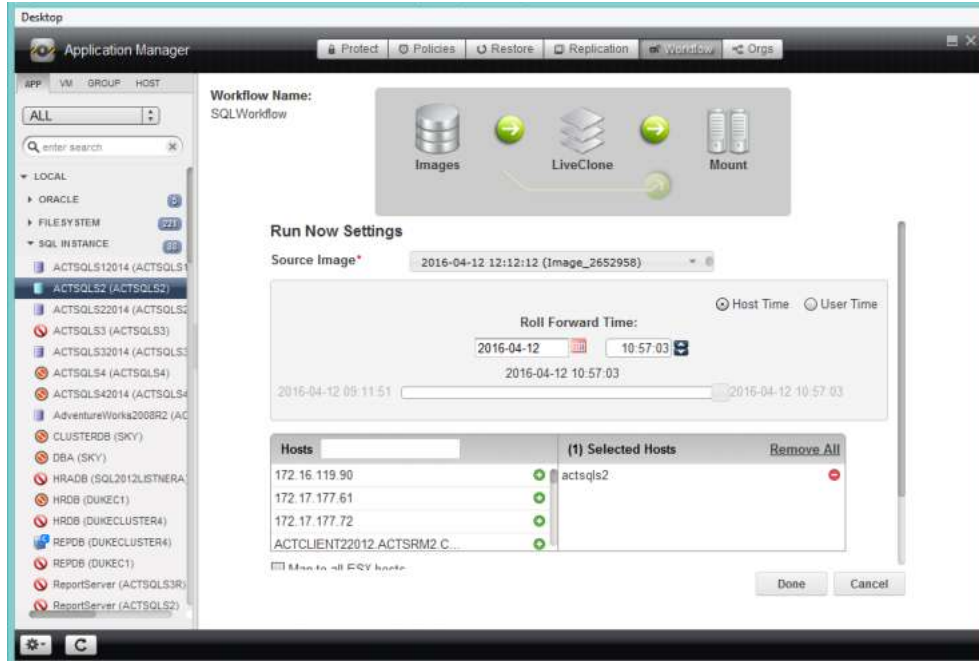 Desktop
Application Manager
Protect Policies Restore Replication Workflow Orgs
APP VM GROUP HOST
ALL
enter search
LOCAL
ORACLE
FILESYSTEM 221
SQL INSTANCE
ACTSQLS12014 (ACTSQLS1
ACTSQLS2 (ACTSQLS2)
ACTSQLS22014 (ACTSQLS2
ACTSQLS3 (ACTSQLS3)
ACTSQLS32014 (ACTSQLS3
ACTSQLS4 (ACTSQLS4)
ACTSQLS42014 (ACTSQLS4
AdventureWorks2008R2 (AC
CLUSTERDB (SKY)
DBA (SKY)
HRADB (SQL2012LISTNERA
HRDB (DUKEC1)
HRDB (DUKECLUSTER4)
REPDB (DUKECLUSTER4)
REPDB (DUKEC1)
ReportServer (ACTSQLS3R)
ReportServer (ACTSQLS2)
Workflow Name:
SQLWorkflow
Images LiveClone Mount
Run Now Settings
Source Image* 2016-04-12 12:12:12 (Image_2652958)
Host Time User Time
Roll Forward Time:
2016-04-12 10:57:03
2016-04-12 10:57:03
2016-04-12 09:11:51 2016-04-12 10:57:03
Hosts (1) Selected Hosts Remove All
172.16.119.90 actsqls2
172.17.177.61
172.17.177.72
ACTCLIENT22012.ACTSRM2.C...
Map to all ESX hosts
Done Cancel